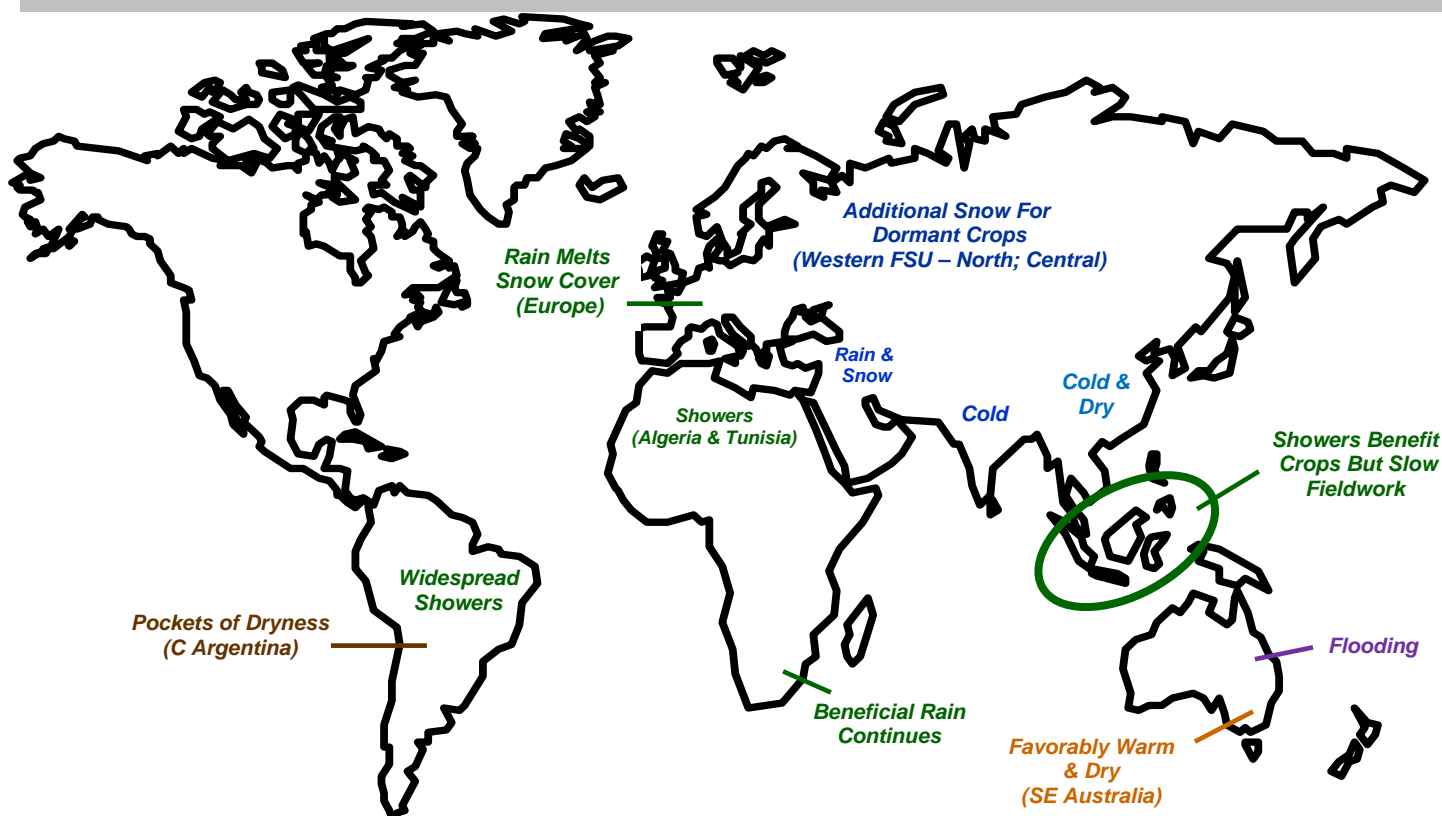 Additional Snow For
Dormant Crops
(Western FSU – North; Central)
Rain Melts
Snow Cover
(Europe)
Rain &
Snow
Cold &
Dry
Cold
Showers
(Algeria & Tunisia)
Showers Benefit
Crops But Slow
Fieldwork
Widespread
Showers
Pockets of Dryness
(C Argentina)
Flooding
Beneficial Rain
Continues
Favorably Warm
& Dry
(SE Australia)